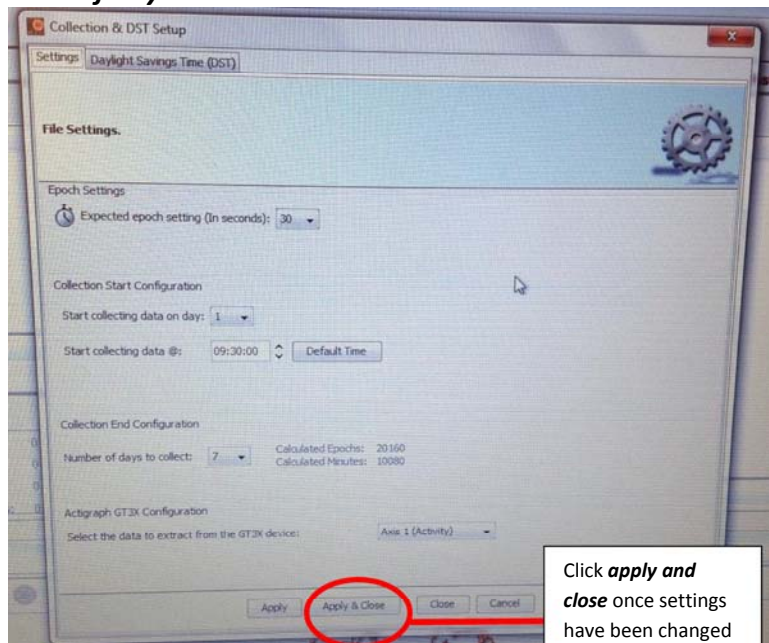 Collection & DST Setup
Settings Daylight Savings Time (DST)
File Settings.
Epoch Settings
Expected epoch setting (In seconds): 30
Collection Start Configuration
Start collecting data on day: 1
Start collecting data @: 09:30:00 Default Time
Collection End Configuration
Number of days to collect: 7
Calculated Epochs: 20160
Calculated Minutes: 10080
Actigraph GT3X Configuration
Select the data to extract from the GT3X device: Axis 1 (Activity)
Apply Apply & Close Close Cancel
Click apply and
close once settings
have been changed